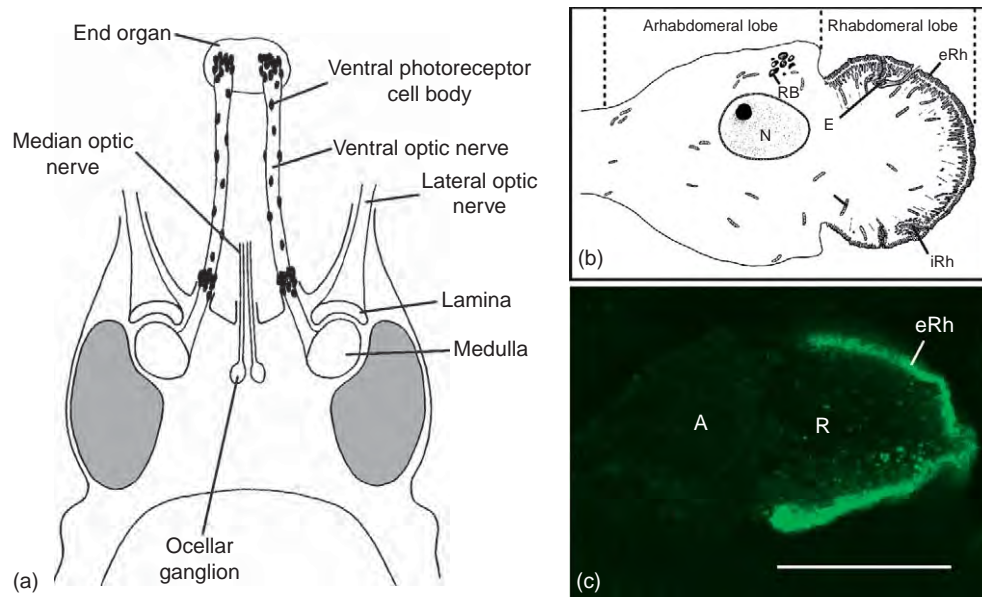 End organ
Ventral photoreceptor
cell body
Median optic
nerve
Ventral optic nerve
Lateral optic
nerve
Lamina
Medulla
Ocellar
ganglion
(a)
Arhabdomeral lobe
Rhabdomeral lobe
eRh
RB
N
E
iRh
(b)
eRh
A
R
(c)